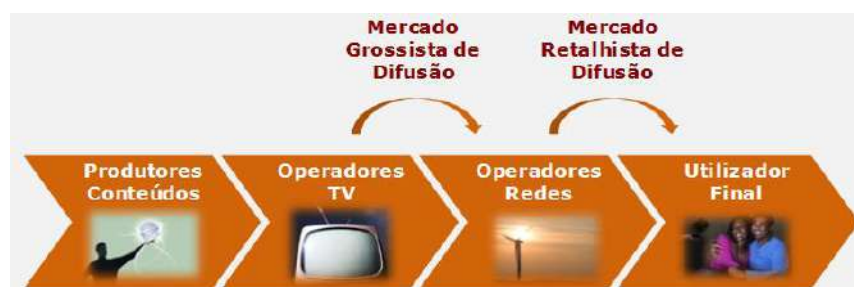 Mercado
Grossista de
Difusão
Mercado
Retalhista de
Difusão
Produtores
Conteúdos
Operadores
TV
Operadores
Redes
Utilizador
Final